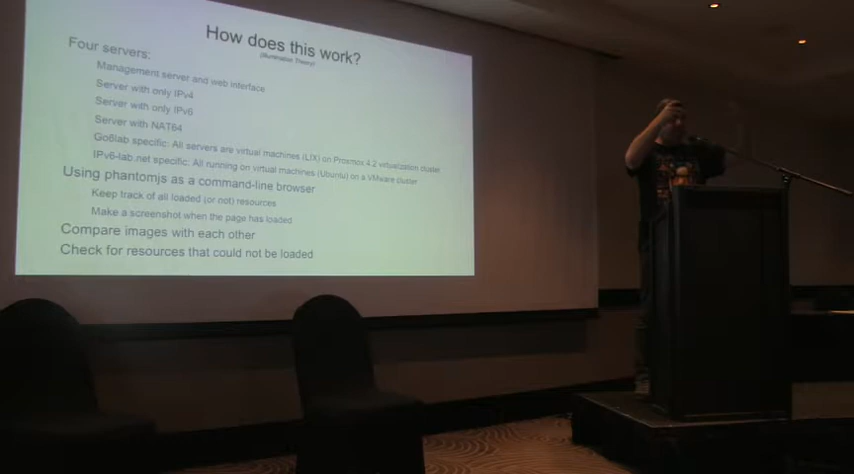 How does this work?
Four servers:
Management server and web interface
Server with only IPv4
Server with only IPv6
Server with NAT64
Go6lab specific: All servers are virtual machines (LIX) on Proxmox 4.2 virtualization cluster
IPv6-lab.net specific: All running on virtual machines (Ubuntu) on a VMware cluster
Using phantomjs as a command-line browser
Keep track of all loaded (or not) resources
Make a screenshot when the page has loaded
Compare images with each other
Check for resources that could not be loaded